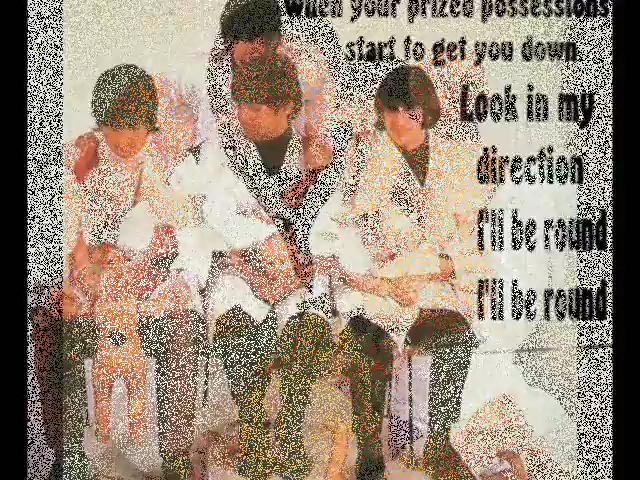 When your prized possessions
start to get you down
Look in my
direction
I'll be round
I'll be round